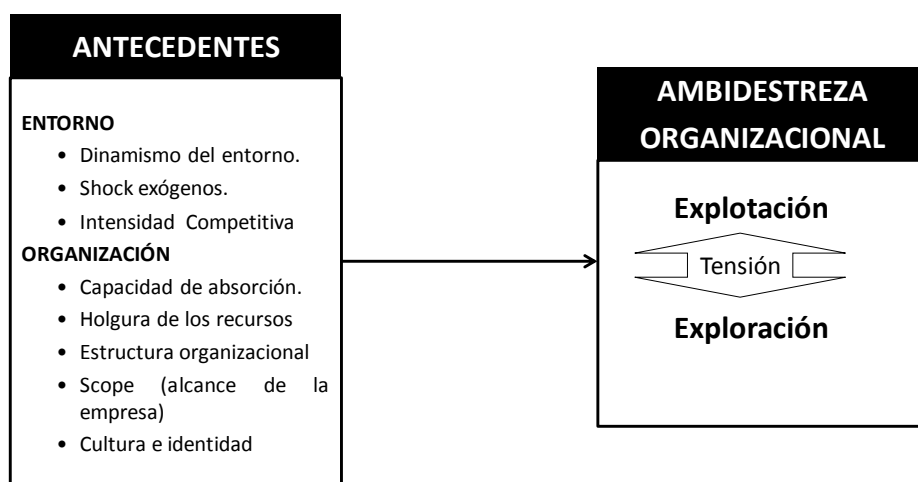 ANTECEDENTES
ENTORNO
• Dinamismo del entorno.
• Shock exógenos.
• Intensidad Competitiva
ORGANIZACIÓN
• Capacidad de absorción.
• Holgura de los recursos
• Estructura organizacional
• Scope (alcance de la
empresa)
• Cultura e identidad
AMBIDESTREZA
ORGANIZACIONAL
Explotación
Tensión
Exploración